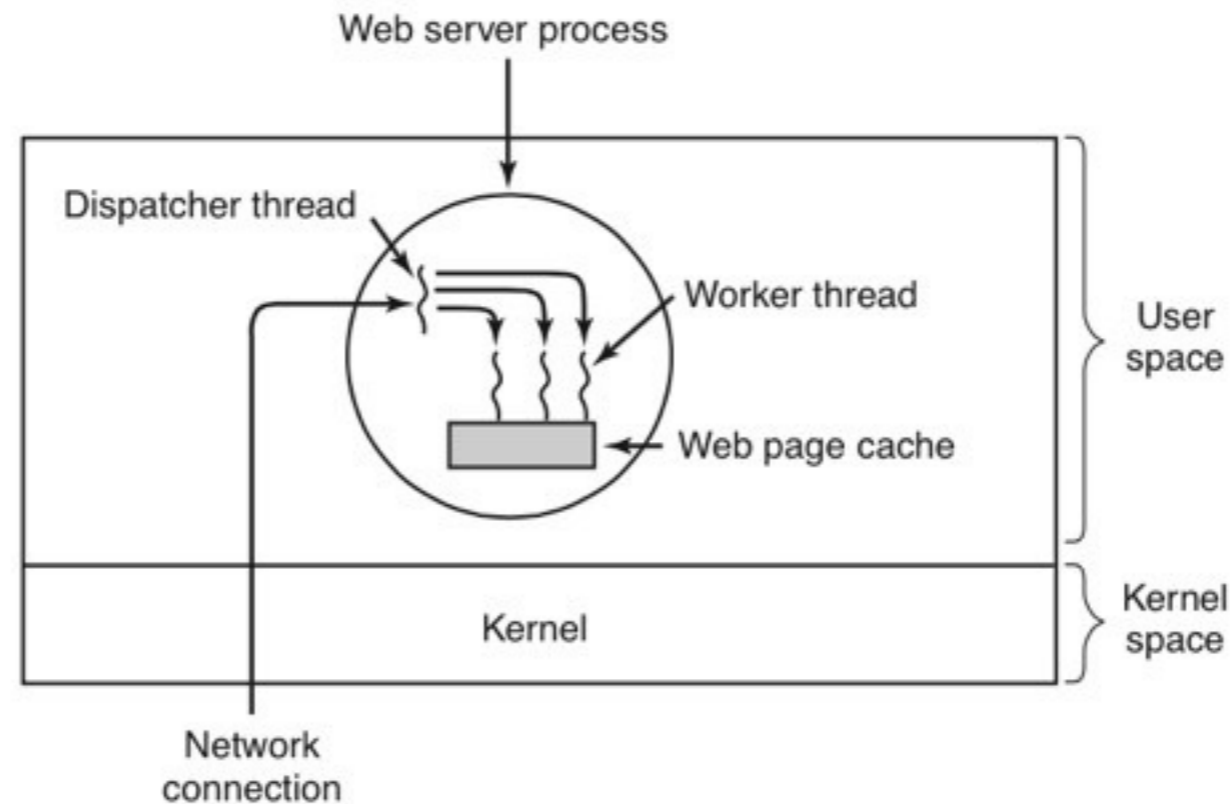 Web server process
Dispatcher thread
Worker thread
Web page cache
User
space
Kernel
Kernel
space
Network
connection